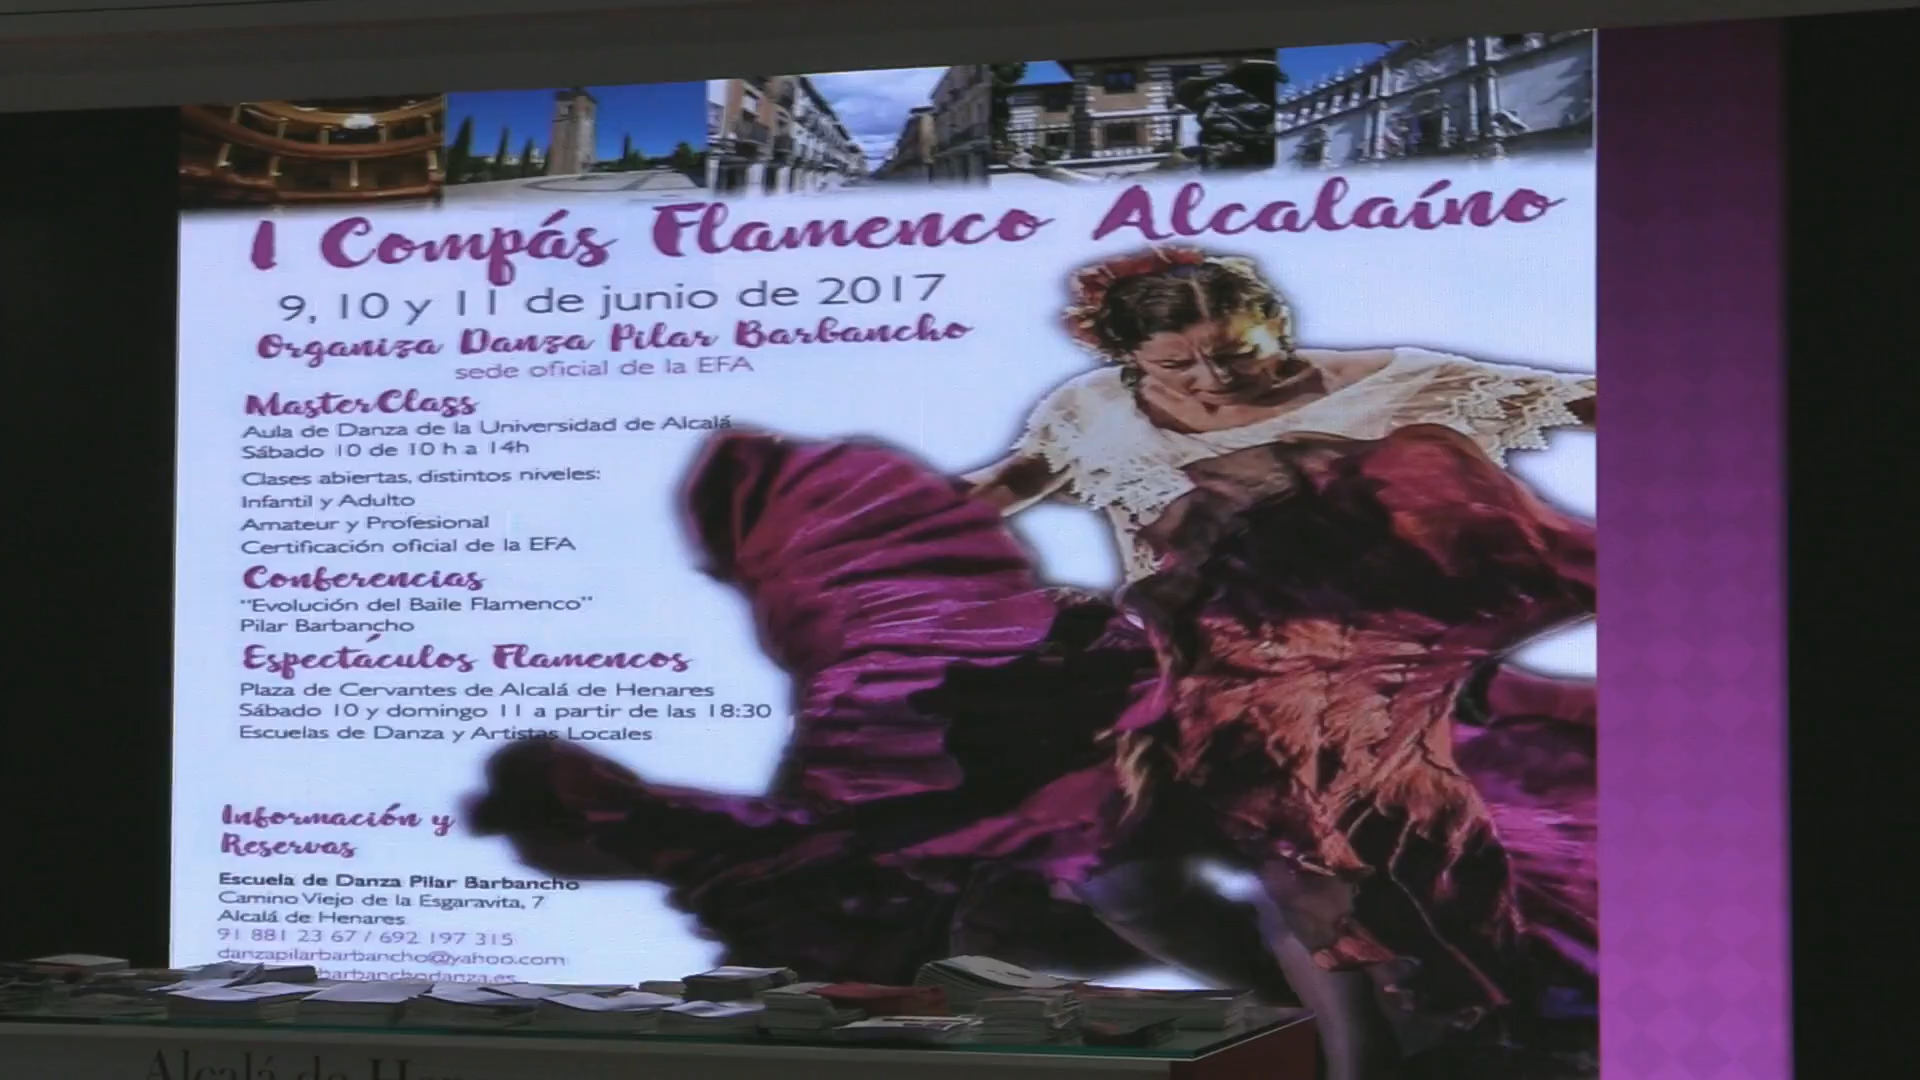 I Compás Flamenco Alcalaíno
9, 10 y 11 de junio de 2017
Organiza Danza Pilar Barbancho
sede oficial de la EFA
MasterClass
Aula de Danza de la Universidad de Alcalá
Sábado 10 de 10 h a 14h
Clases abiertas, distintos niveles:
Infantil y Adulto
Amateur y Profesional
Certificación oficial de la EFA
Conferencias
"Evolución del Baile Flamenco"
Pilar Barbancho
Espectáculos Flamencos
Plaza de Cervantes de Alcalá de Henares
Sábado 10 y domingo 11 a partir de las 18:30
Escuelas de Danza y Artistas Locales
Información y
Reservas
Escuela de Danza Pilar Barbancho
Camino Viejo de la Esgaravita, 7
Alcalá de Henares
91 881 23 67 / 692 197 315
danzapilarbarbancho@yahoo.com
barbanchodanza.es
Alcalá de